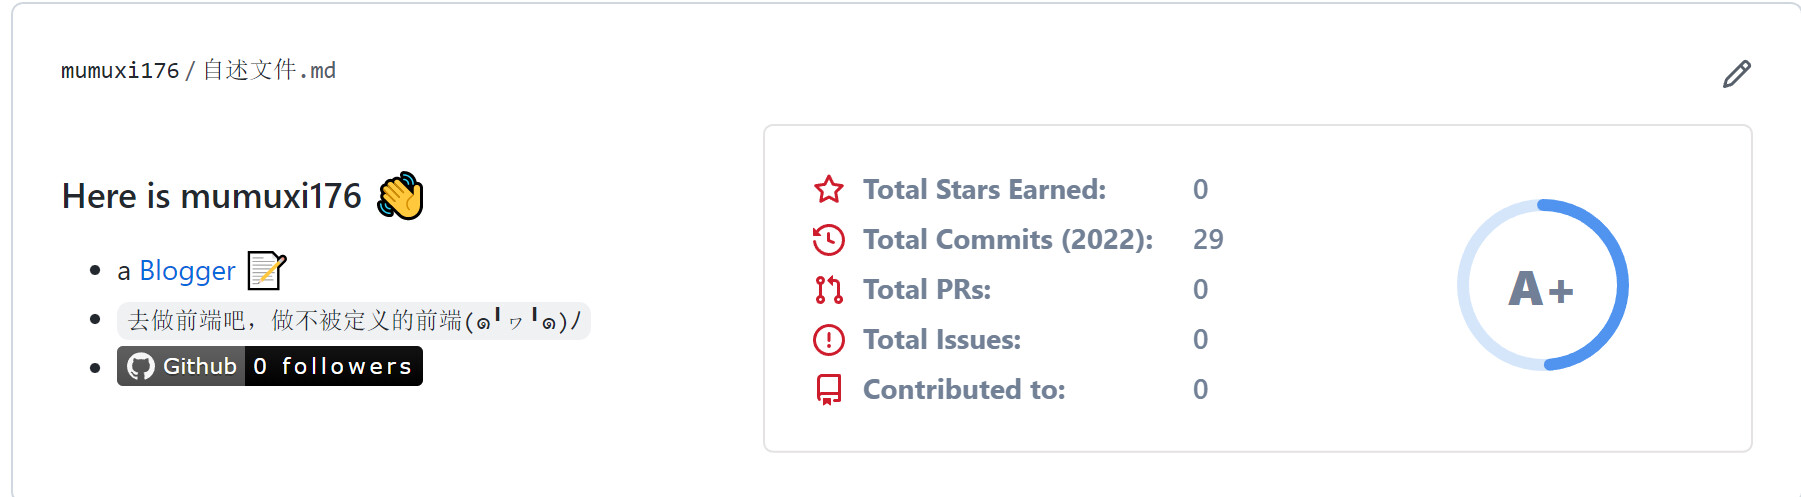 mumuxi176/自述文件.md
Here is mumuxi176 👋
a Blogger 📝
去做前端吧，做不被定义的前端(๑╹ヮ╹๑)ﾉ
Github 0 followers
Total Stars Earned: 0
Total Commits (2022): 29
Total PRs: 0
Total Issues: 0
Contributed to: 0
A+